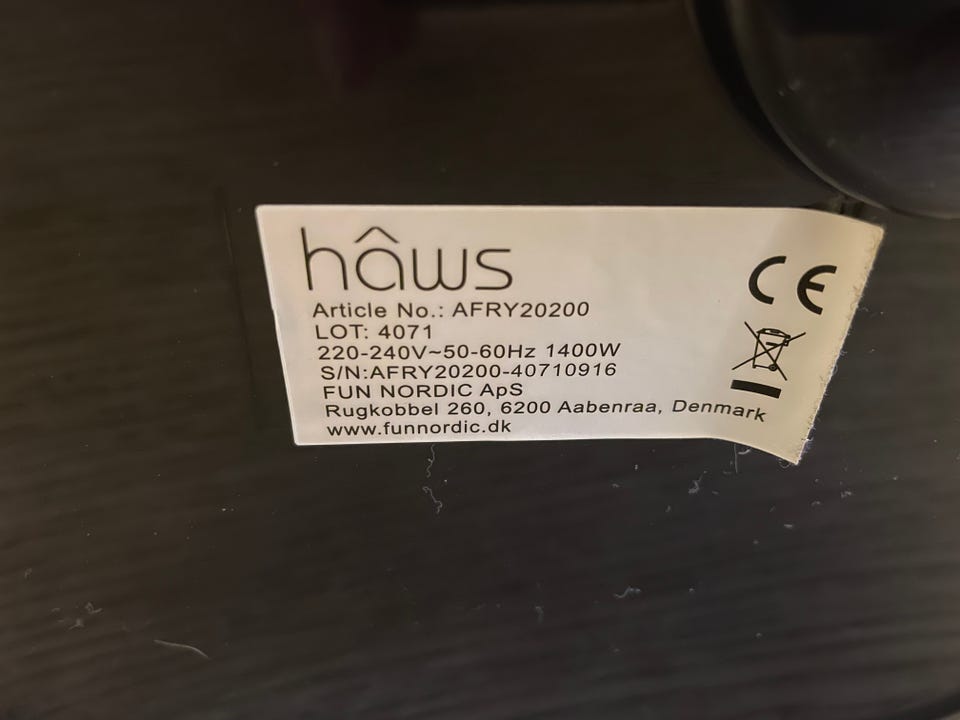 hâws
Article No.: AFRY20200
LOT: 4071
220-240V~50-60Hz 1400W
S/N:AFRY20200-40710916
FUN NORDIC ApS
Rugkobbel 260, 6200 Aabenraa, Denmark
www.funnordic.dk
CE